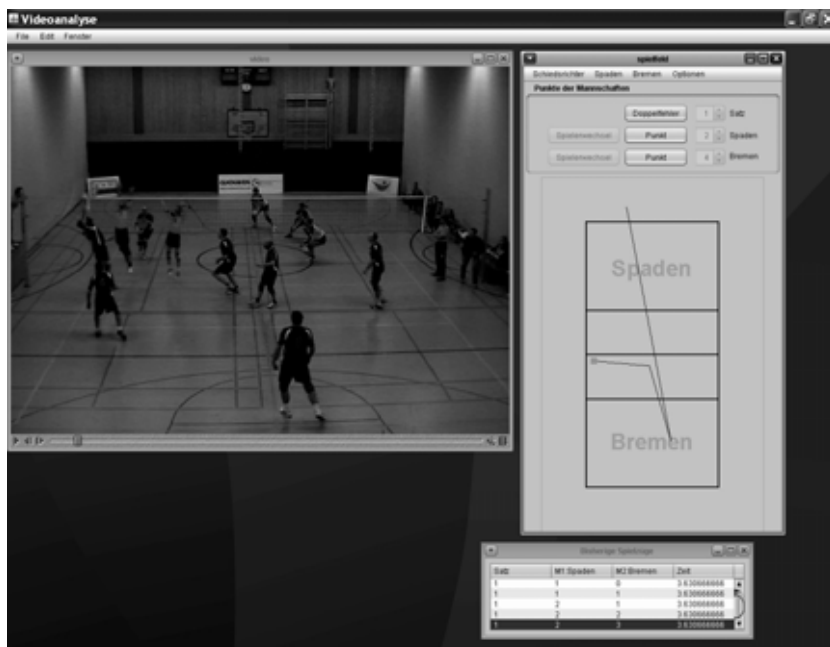 Videoanalyse
File Edit Fenster
video
spielfeld
Schiedsrichter Spaden Bremen Optionen
Punkte der Mannschaften
Doppelfehler 1 Satz
Spielerwechsel Punkt 2 Spaden
Spielerwechsel Punkt 4 Bremen
Spaden
Bremen
Bisherige Spielzüge
Satz M1 Spaden M2 Bremen Zeit
1 1 0 3.630666666
1 1 1 3.630666666
1 2 1 3.630666666
1 2 2 3.630666666
1 2 3 3.630666666